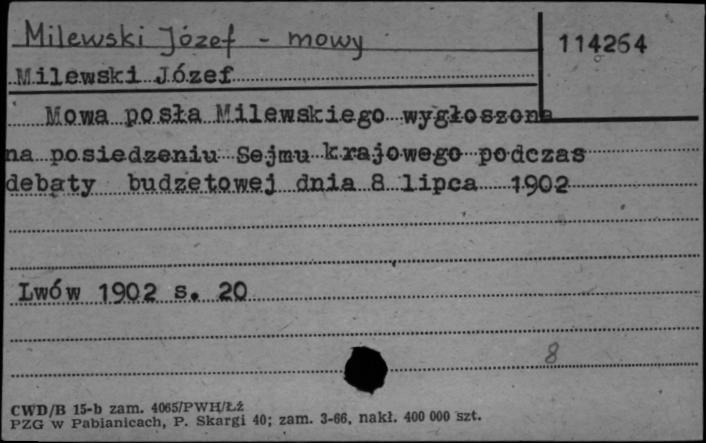 Milewski Józef - mowy
114264
Milewski Józef
Mowa posła Milewskiego wygłoszona
na posiedzeniu Sejmu krajowego podczas
debaty budzetowej dnia 8 lipca 1902
Lwów 1902 s. 20
8
CWD/B 15-b zam. 4065/PWH/Łż
PZG w Pabianicach, P. Skargi 40; zam. 3-66, nakł. 400 000 szt.